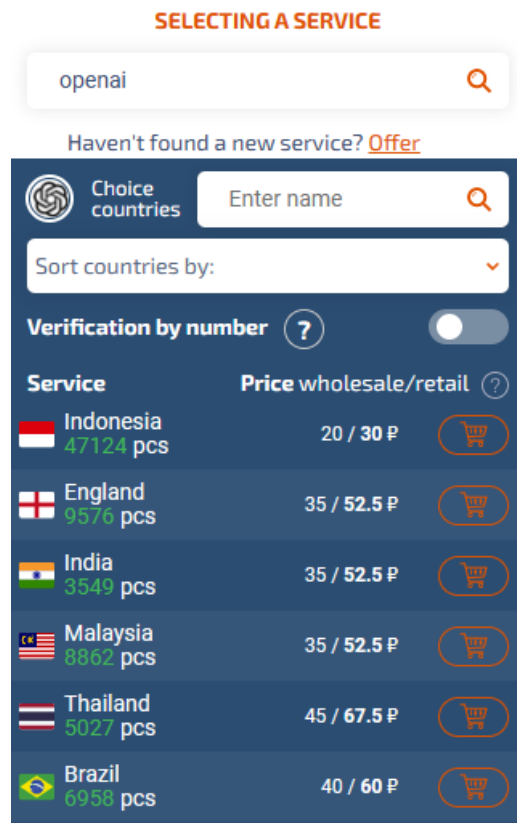 SELECTING A SERVICE
openai
Haven't found a new service? Offer
Choice
countries
Enter name
Sort countries by:
Verification by number ?
Service Price wholesale/retail ?
Indonesia
47124 pcs
20 / 30 ₽
England
9576 pcs
35 / 52.5 ₽
India
3549 pcs
35 / 52.5 ₽
Malaysia
8862 pcs
35 / 52.5 ₽
Thailand
5027 pcs
45 / 67.5 ₽
Brazil
6958 pcs
40 / 60 ₽